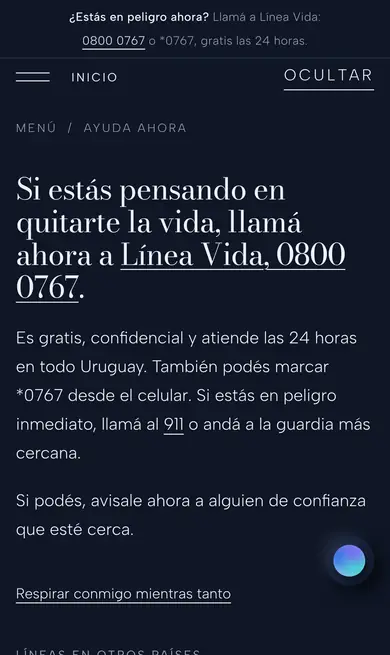 ¿Estás en peligro ahora? Llamá a Línea Vida:
0800 0767 o *0767, gratis las 24 horas.
INICIO
OCULTAR
MENÚ / AYUDA AHORA
Si estás pensando en
quitarte la vida, llamá
ahora a Línea Vida, 0800
0767.
Es gratis, confidencial y atiende las 24 horas
en todo Uruguay. También podés marcar
*0767 desde el celular. Si estás en peligro
inmediato, llamá al 911 o andá a la guardia más
cercana.
Si podés, avisale ahora a alguien de confianza
que esté cerca.
Respirar conmigo mientras tanto
LÍNEAS EN OTROS PAÍSES